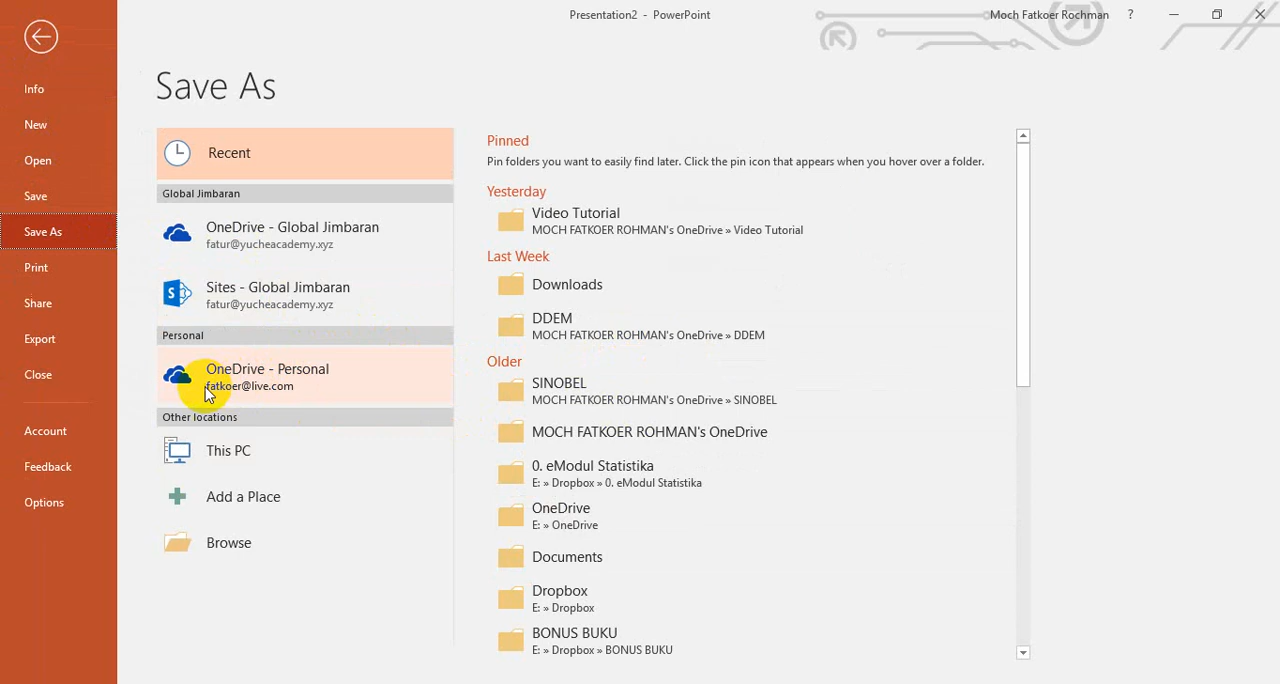 Presentation2 - PowerPoint
Moch Fatkoer Rochman
?
Info
New
Open
Save
Save As
Print
Share
Export
Close
Account
Feedback
Options
Save As
Recent
Global Jimbaran
OneDrive - Global Jimbaran
fatur@yucheacademy.xyz
Sites - Global Jimbaran
fatur@yucheacademy.xyz
Personal
OneDrive - Personal
fatkoer@live.com
Other locations
This PC
Add a Place
Browse
Pinned
Pin folders you want to easily find later. Click the pin icon that appears when you hover over a folder.
Yesterday
Video Tutorial
MOCH FATKOER ROHMAN's OneDrive » Video Tutorial
Last Week
Downloads
DDEM
MOCH FATKOER ROHMAN's OneDrive » DDEM
Older
SINOBEL
MOCH FATKOER ROHMAN's OneDrive » SINOBEL
MOCH FATKOER ROHMAN's OneDrive
0. eModul Statistika
E: » Dropbox » 0. eModul Statistika
OneDrive
E: » OneDrive
Documents
Dropbox
E: » Dropbox
BONUS BUKU
E: » Dropbox » BONUS BUKU